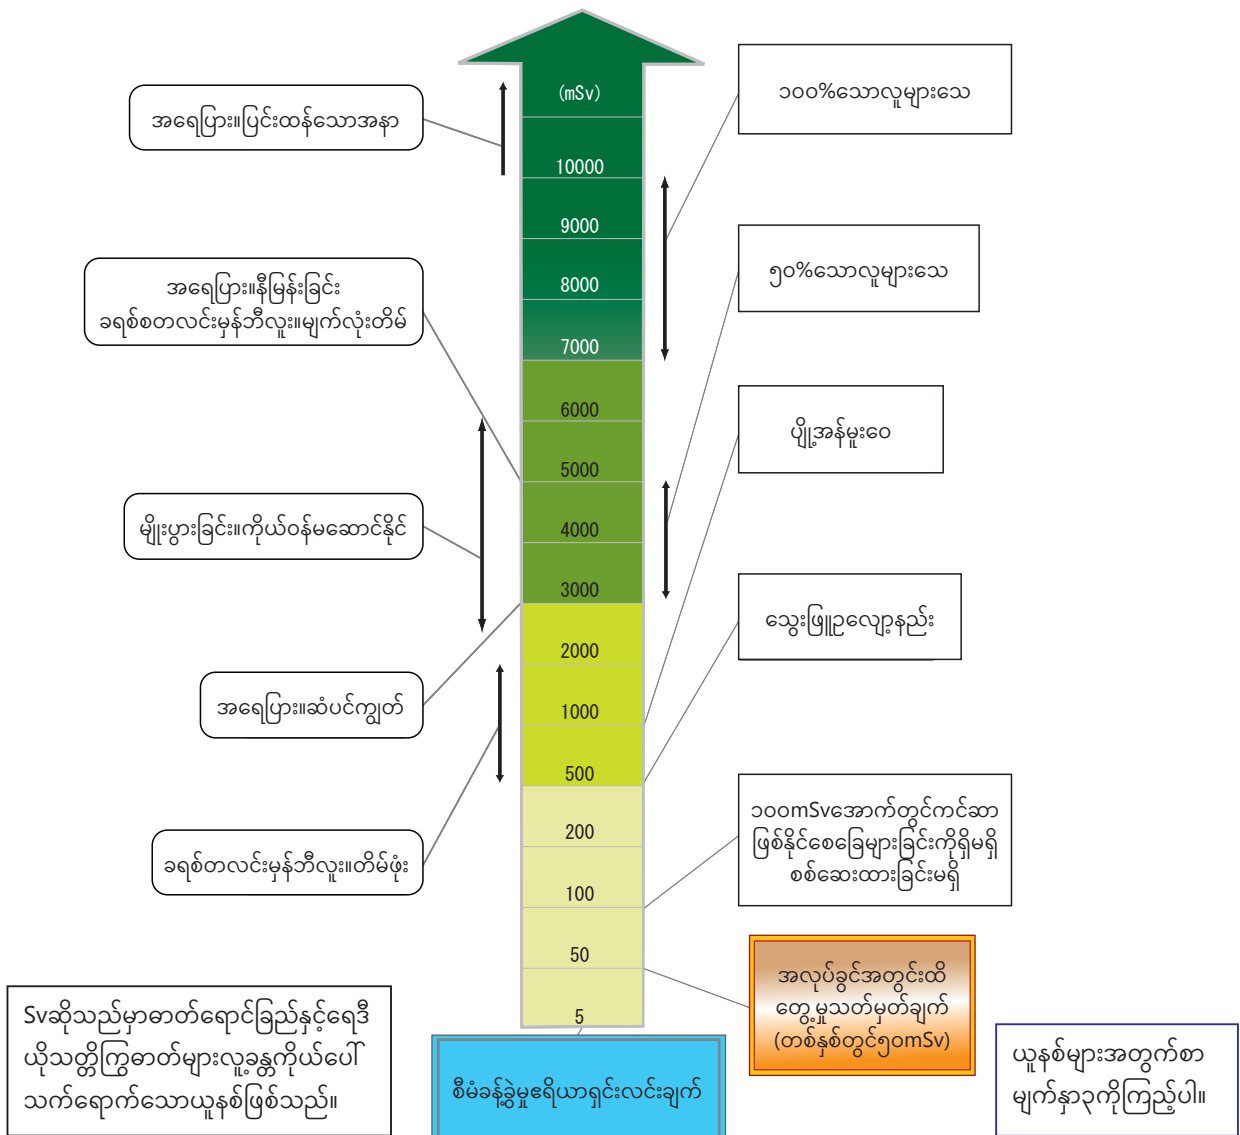 (mSv)
10000
9000
8000
7000
6000
5000
4000
3000
2000
1000
500
200
100
50
5
အရေပြား။ပြင်းထန်သောအနာ
အရေပြား။နီမြန်းခြင်း
ခရစ်စတလင်းမှန်ဘီလူး။မျက်လုံးတိမ်
မျိုးပွားခြင်း။ကိုယ်ဝန်မဆောင်နိုင်
အရေပြား။ဆံပင်ကျွတ်
ခရစ်တလင်းမှန်ဘီလူး။တိမ်ဖုံး
၁၀၀%သောလူများသေ
၅၀%သောလူများသေ
ပျို့အန်မူးဝေ
သွေးဖြူဥလျော့နည်း
၁၀၀mSvအောက်တွင်ကင်ဆာ
ဖြစ်နိုင်စေခြေများခြင်းကိုရှိမရှိ
စစ်ဆေးထားခြင်းမရှိ
အလုပ်ခွင်အတွင်းထိ
တွေ့မှုသတ်မှတ်ချက်
(တစ်နှစ်တွင်၅၀mSv)
Svဆိုသည်မှာဓာတ်ရောင်ခြည်နှင့်ရေဒီ
ယိုသတ္တိကြွဓာတ်များလူ့ခန္တကိုယ်ပေါ်
သက်ရောက်သောယူနစ်ဖြစ်သည်။
စီမံခန့်ခွဲမှုဧရိယာရှင်းလင်းချက်
ယူနစ်များအတွက်စာ
မျက်နှာ၃ကိုကြည့်ပါ။